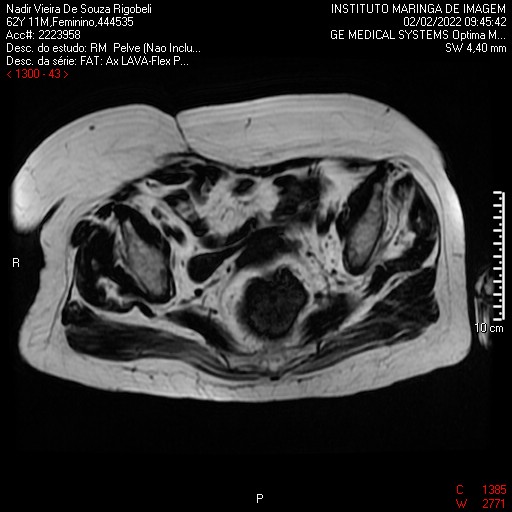 Nadir Vieira De Souza Rigobeli
62Y 11M,Feminino,444535
Acc#: 2223958
Desc. do estudo: RM  Pelve (Nao Inclu...
Desc. da série: FAT: Ax LAVA-Flex P...
< 1300 - 43 >
INSTITUTO MARINGA DE IMAGEM
02/02/2022 09:45:42
GE MEDICAL SYSTEMS Optima M...
SW 4,40 mm
R
10 cm
P
C 1385
W 2771